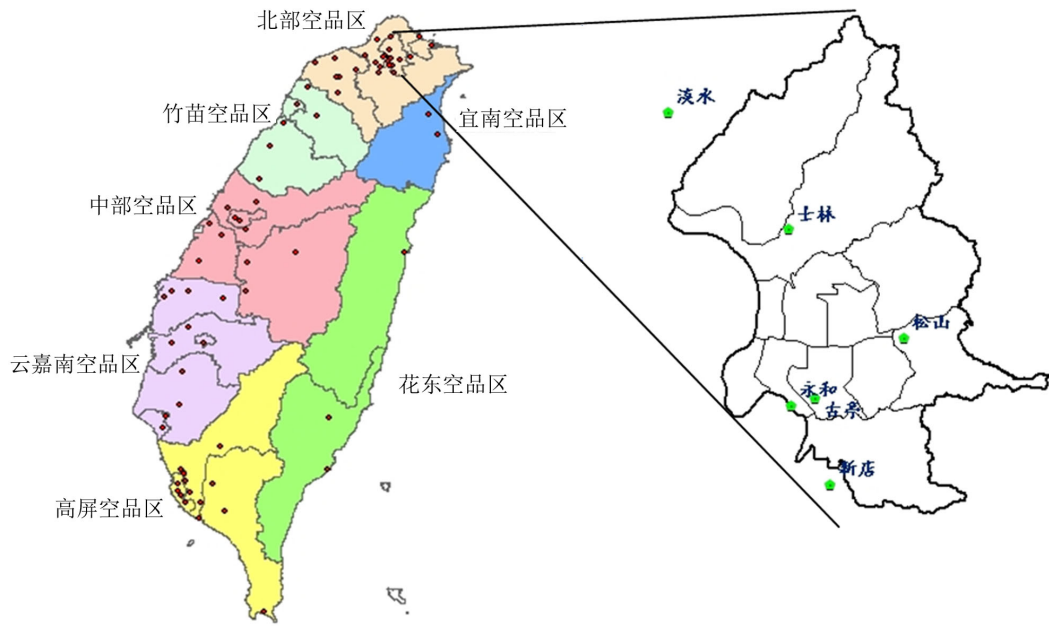 北部空品区
竹苗空品区
宜南空品区
中部空品区
云嘉南空品区
花东空品区
高屏空品区
淡水
士林
松山
永和
古亭
新店